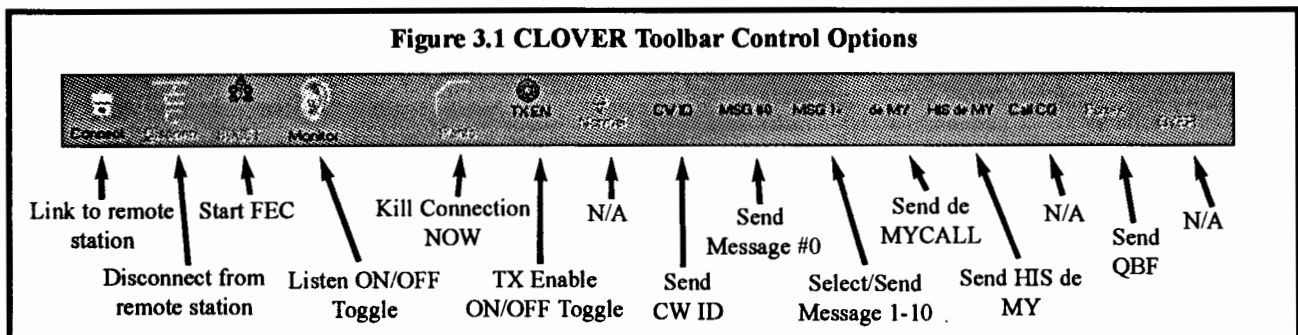 Figure 3.1 CLOVER Toolbar Control Options
Connect
Monitor
TXEN
Normal
CW ID
MSG #0
MSG 1-
de MY
HIS de MY
Call CQ
Link to remote
station
Disconnect from
remote station
Start FEC
Listen ON/OFF
Toggle
Kill Connection
NOW
TX Enable
ON/OFF Toggle
N/A
Send
CW ID
Send
Message #0
Select/Send
Message 1-10
Send de
MYCALL
Send HIS de
MY
N/A
Send
QBF
N/A